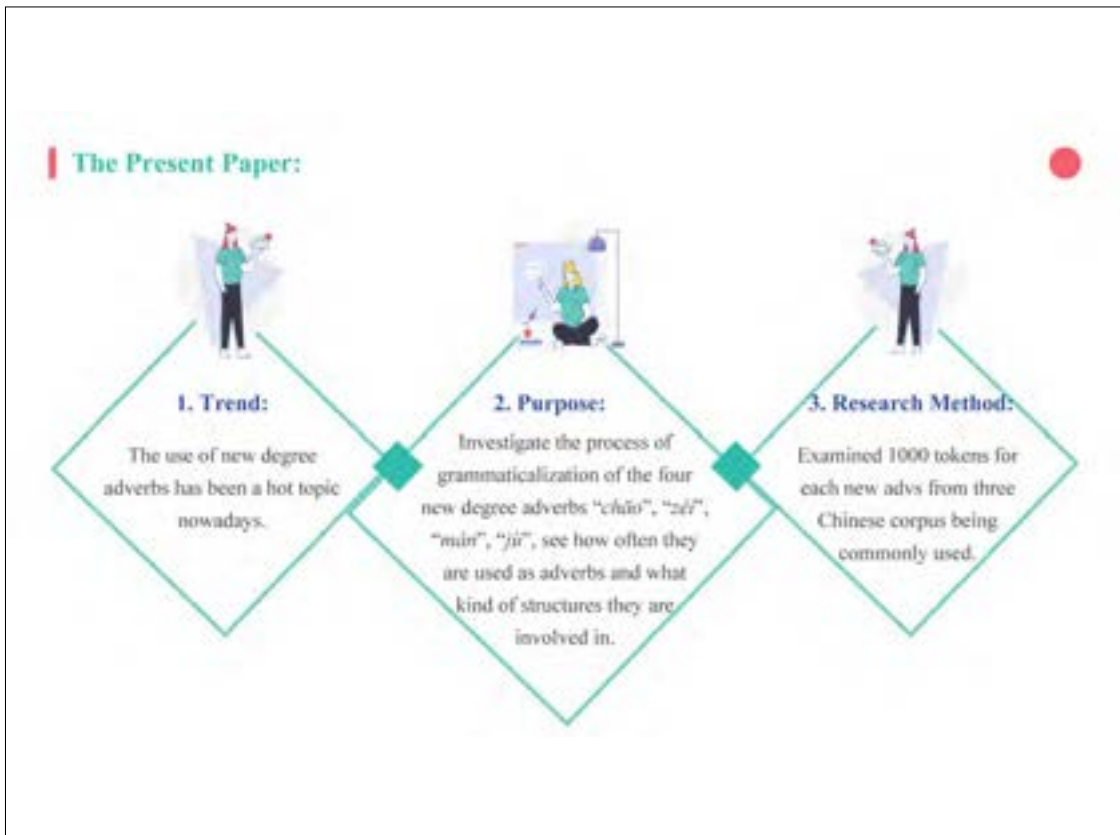 The Present Paper:
1. Trend:
The use of new degree
adverbs has been a hot topic
nowadays.
2. Purpose:
Investigate the process of
grammaticalization of the four
new degree adverbs “chāo”, “zéi”,
“mán”, “jù”, see how often they
are used as adverbs and what
kind of structures they are
involved in.
3. Research Method:
Examined 1000 tokens for
each new advs from three
Chinese corpus being
commonly used.